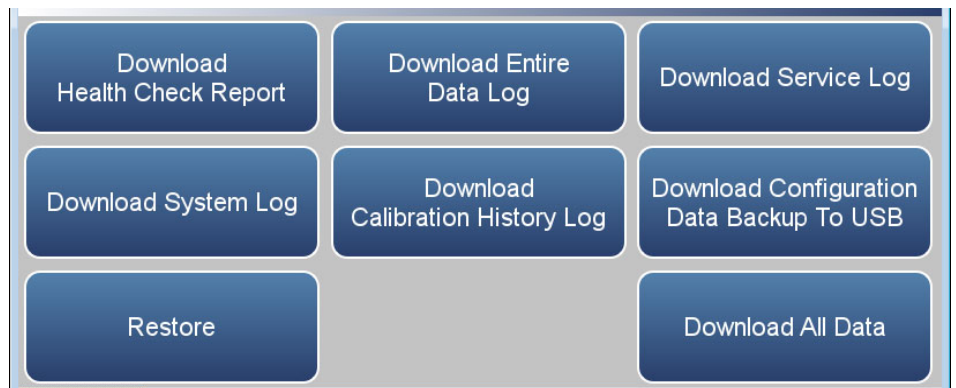 Download
Health Check Report
Download Entire
Data Log
Download Service Log
Download System Log
Download
Calibration History Log
Download Configuration
Data Backup To USB
Restore
Download All Data